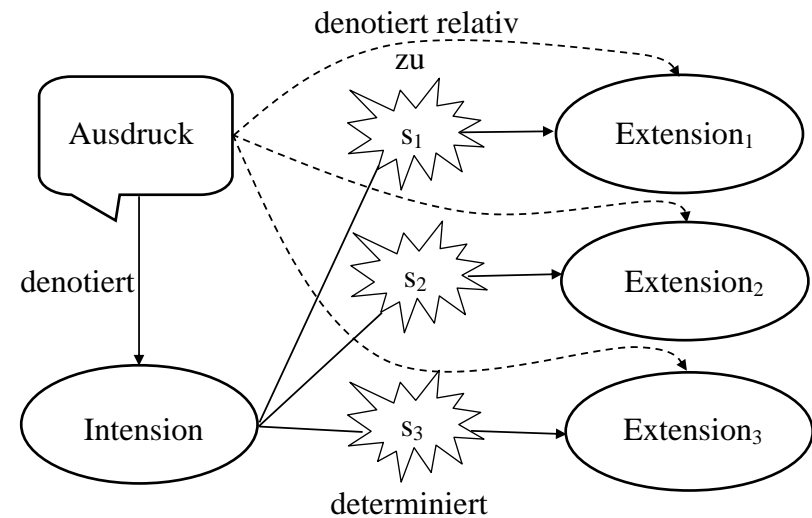 denotiert relativ
zu
Ausdruck
s₁
Extension₁
denotiert
s₂
Extension₂
Intension
s₃
Extension₃
determiniert